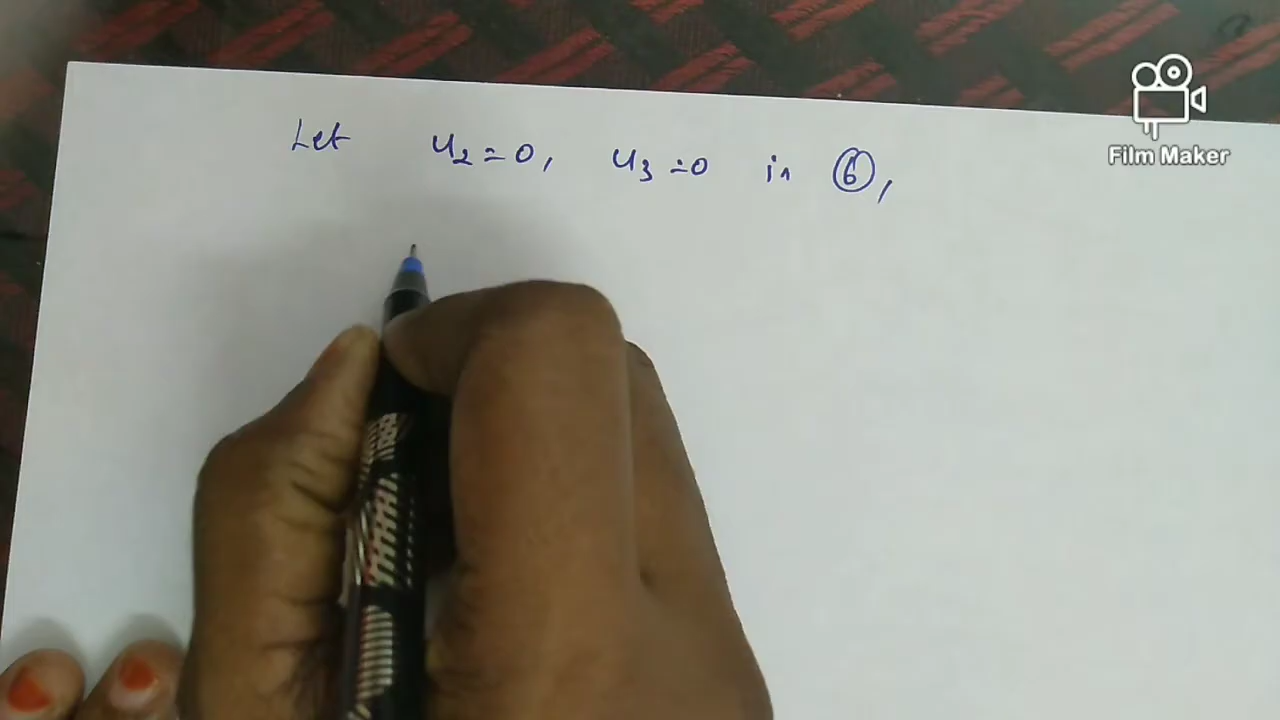 Let u₂=0, u₃=0 in ⑥,
Film Maker